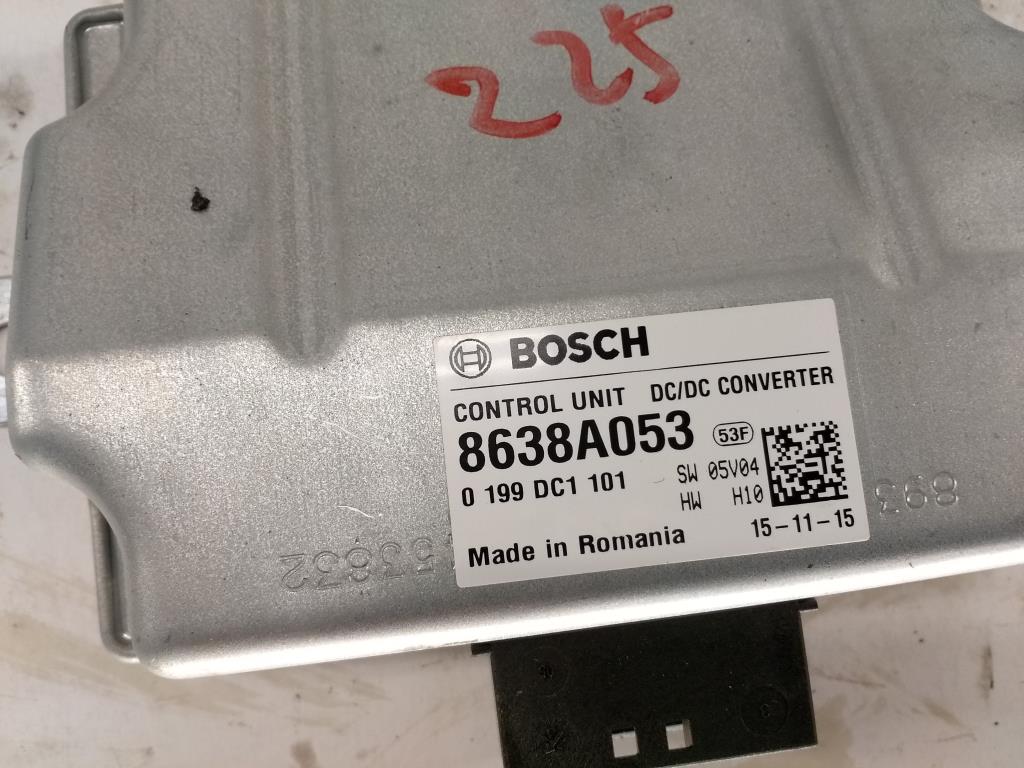 225
BOSCH
CONTROL UNIT DC/DC CONVERTER
8638A053 53F
0 199 DC1 101 SW 05V04
HW H10
15-11-15
Made in Romania
893